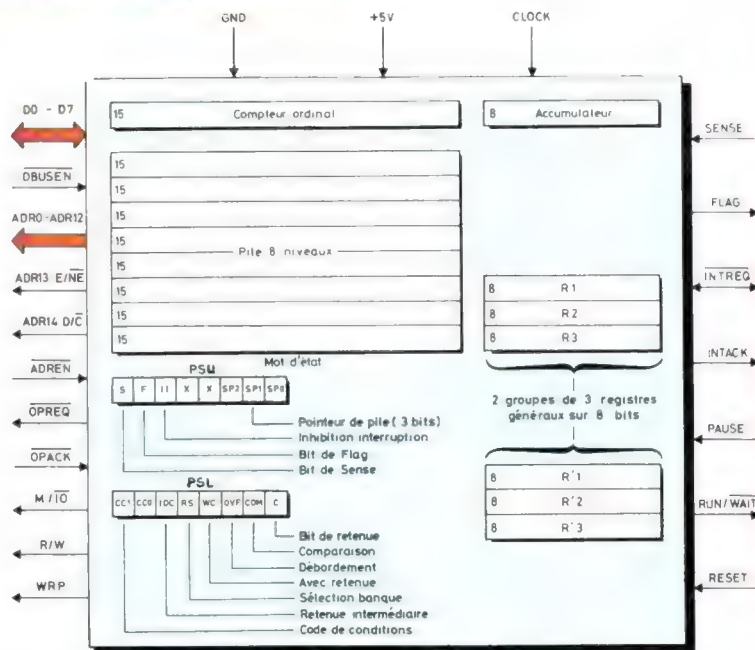 GND
+5V
CLOCK
D0 - D7
DBUSEN
ADR0-ADR12
ADR13 E/NE
ADR14 D/C
ADREN
OPREQ
OPACK
M/IO
R/W
WRP
15 Compteur ordinal
8 Accumulateur
15
15
15
15
Pile 8 niveaux
15
15
15
15
8 R1
8 R2
8 R3
2 groupes de 3 registres
généraux sur 8 bits
8 R'1
8 R'2
8 R'3
Mot d'état
PSU
S F II X X SP2 SP1 SP0
Pointeur de pile (3 bits)
Inhibition interruption
Bit de Flag
Bit de Sense
PSL
CC1 CC0 IDC RS WC OVF COM C
Bit de retenue
Comparaison
Débordement
Avec retenue
Sélection banque
Retenue intermédiaire
Code de conditions
SENSE
FLAG
INTREQ
INTACK
PAUSE
RUN/WAIT
RESET